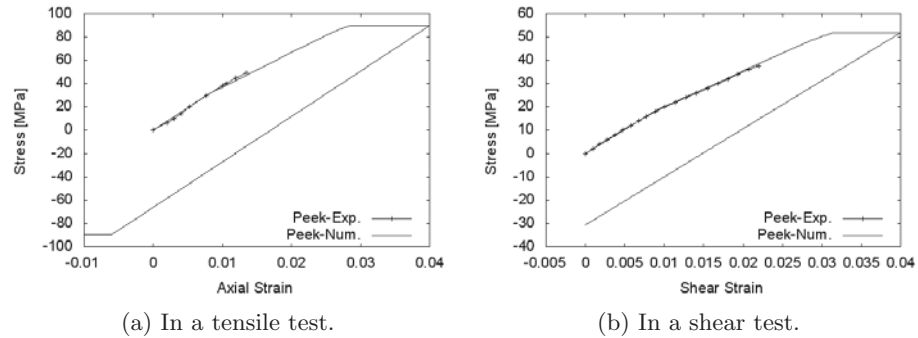 100
80
60
40
20
0
-20
-40
-60
-80
-100
Stress [MPa]
Peek-Exp.
Peek-Num.
-0.01 0 0.01 0.02 0.03 0.04
Axial Strain
(a) In a tensile test.
60
50
40
30
20
10
0
-10
-20
-30
-40
Stress [MPa]
Peek-Exp.
Peek-Num.
-0.005 0 0.005 0.01 0.015 0.02 0.025 0.03 0.035 0.04
Shear Strain
(b) In a shear test.